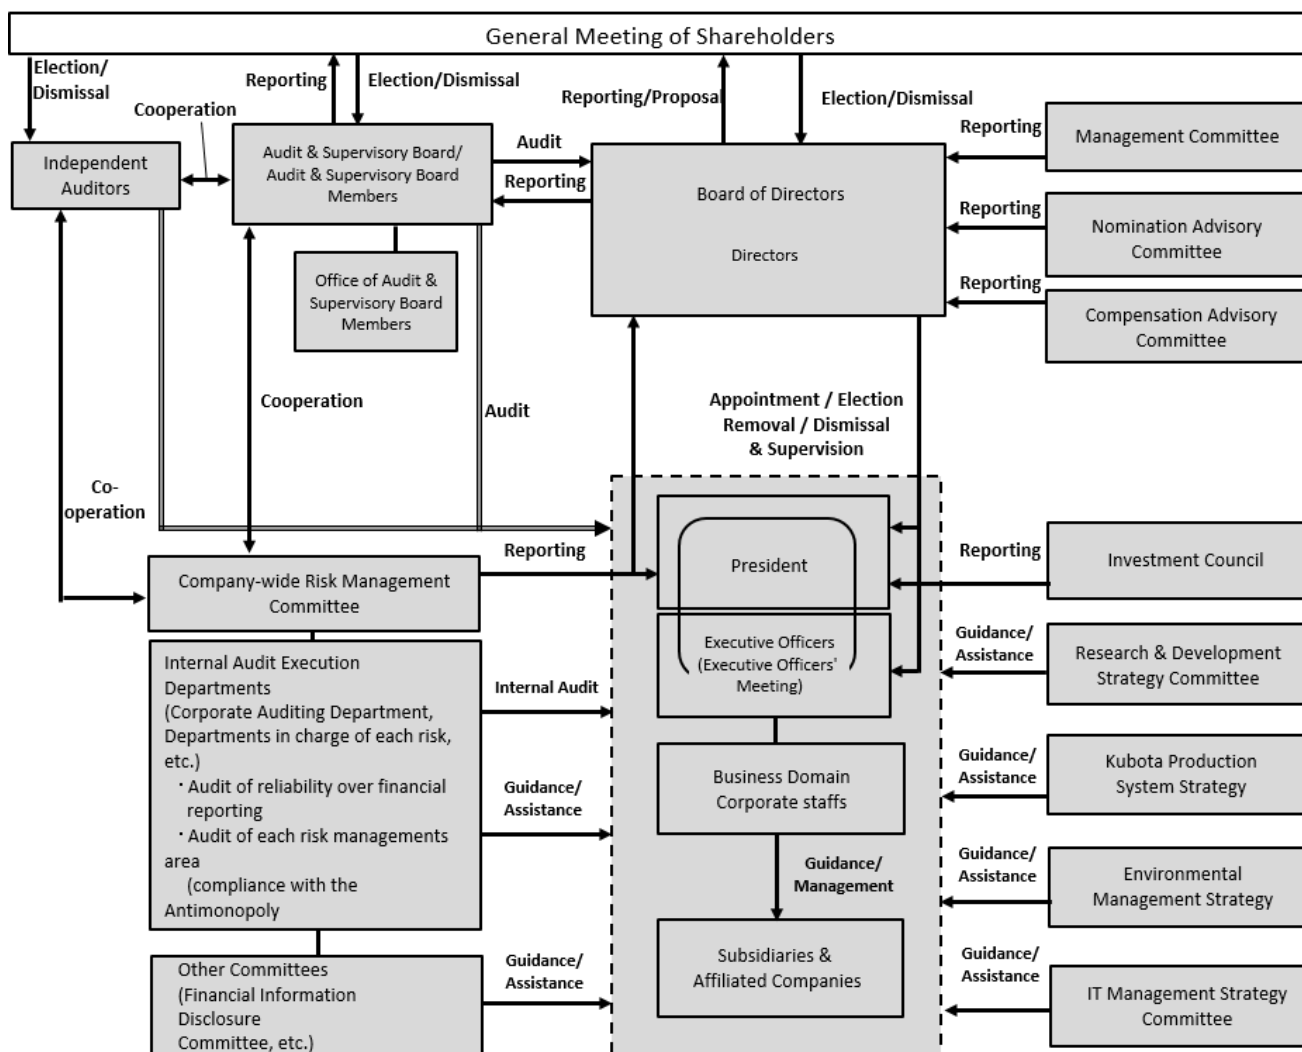 General Meeting of Shareholders
Election/
Dismissal
Reporting
Election/Dismissal
Reporting/Proposal
Election/Dismissal
Cooperation
Independent
Auditors
Audit & Supervisory Board/
Audit & Supervisory Board
Members
Audit
Reporting
Board of Directors
Directors
Reporting
Management Committee
Reporting
Nomination Advisory
Committee
Reporting
Compensation Advisory
Committee
Office of Audit &
Supervisory Board
Members
Cooperation
Audit
Appointment / Election
Removal / Dismissal
& Supervision
Co-
operation
Reporting
Company-wide Risk Management
Committee
President
Reporting
Investment Council
Executive Officers
(Executive Officers'
Meeting)
Guidance/
Assistance
Research & Development
Strategy Committee
Internal Audit Execution
Departments
(Corporate Auditing Department,
Departments in charge of each risk,
etc.)
・Audit of reliability over financial
reporting
・Audit of each risk managements
area
(compliance with the
Antimonopoly
Internal Audit
Guidance/
Assistance
Business Domain
Corporate staffs
Guidance/
Assistance
Kubota Production
System Strategy
Guidance/
Management
Guidance/
Assistance
Environmental
Management Strategy
Subsidiaries &
Affiliated Companies
Other Committees
(Financial Information
Disclosure
Committee, etc.)
Guidance/
Assistance
Guidance/
Assistance
IT Management Strategy
Committee